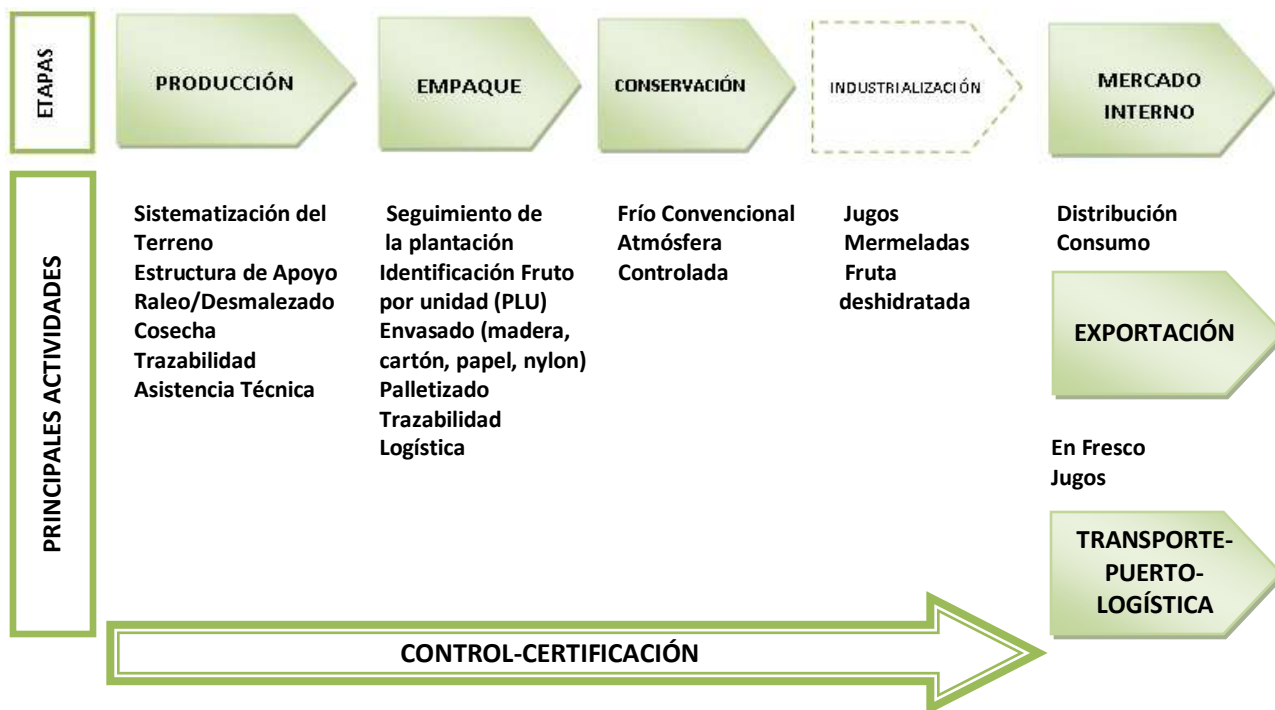 ETAPAS
PRODUCCIÓN
EMPAQUE
CONSERVACIÓN
INDUSTRIALIZACIÓN
MERCADO
INTERNO
PRINCIPALES ACTIVIDADES
Sistematización del
Terreno
Estructura de Apoyo
Raleo/Desmalezado
Cosecha
Trazabilidad
Asistencia Técnica
Seguimiento de
la plantación
Identificación Fruto
por unidad (PLU)
Envasado (madera,
cartón, papel, nylon)
Palletizado
Trazabilidad
Logística
Frío Convencional
Atmósfera
Controlada
Jugos
Mermeladas
Fruta
deshidratada
Distribución
Consumo
EXPORTACIÓN
En Fresco
Jugos
TRANSPORTE-
PUERTO-
LOGÍSTICA
CONTROL-CERTIFICACIÓN